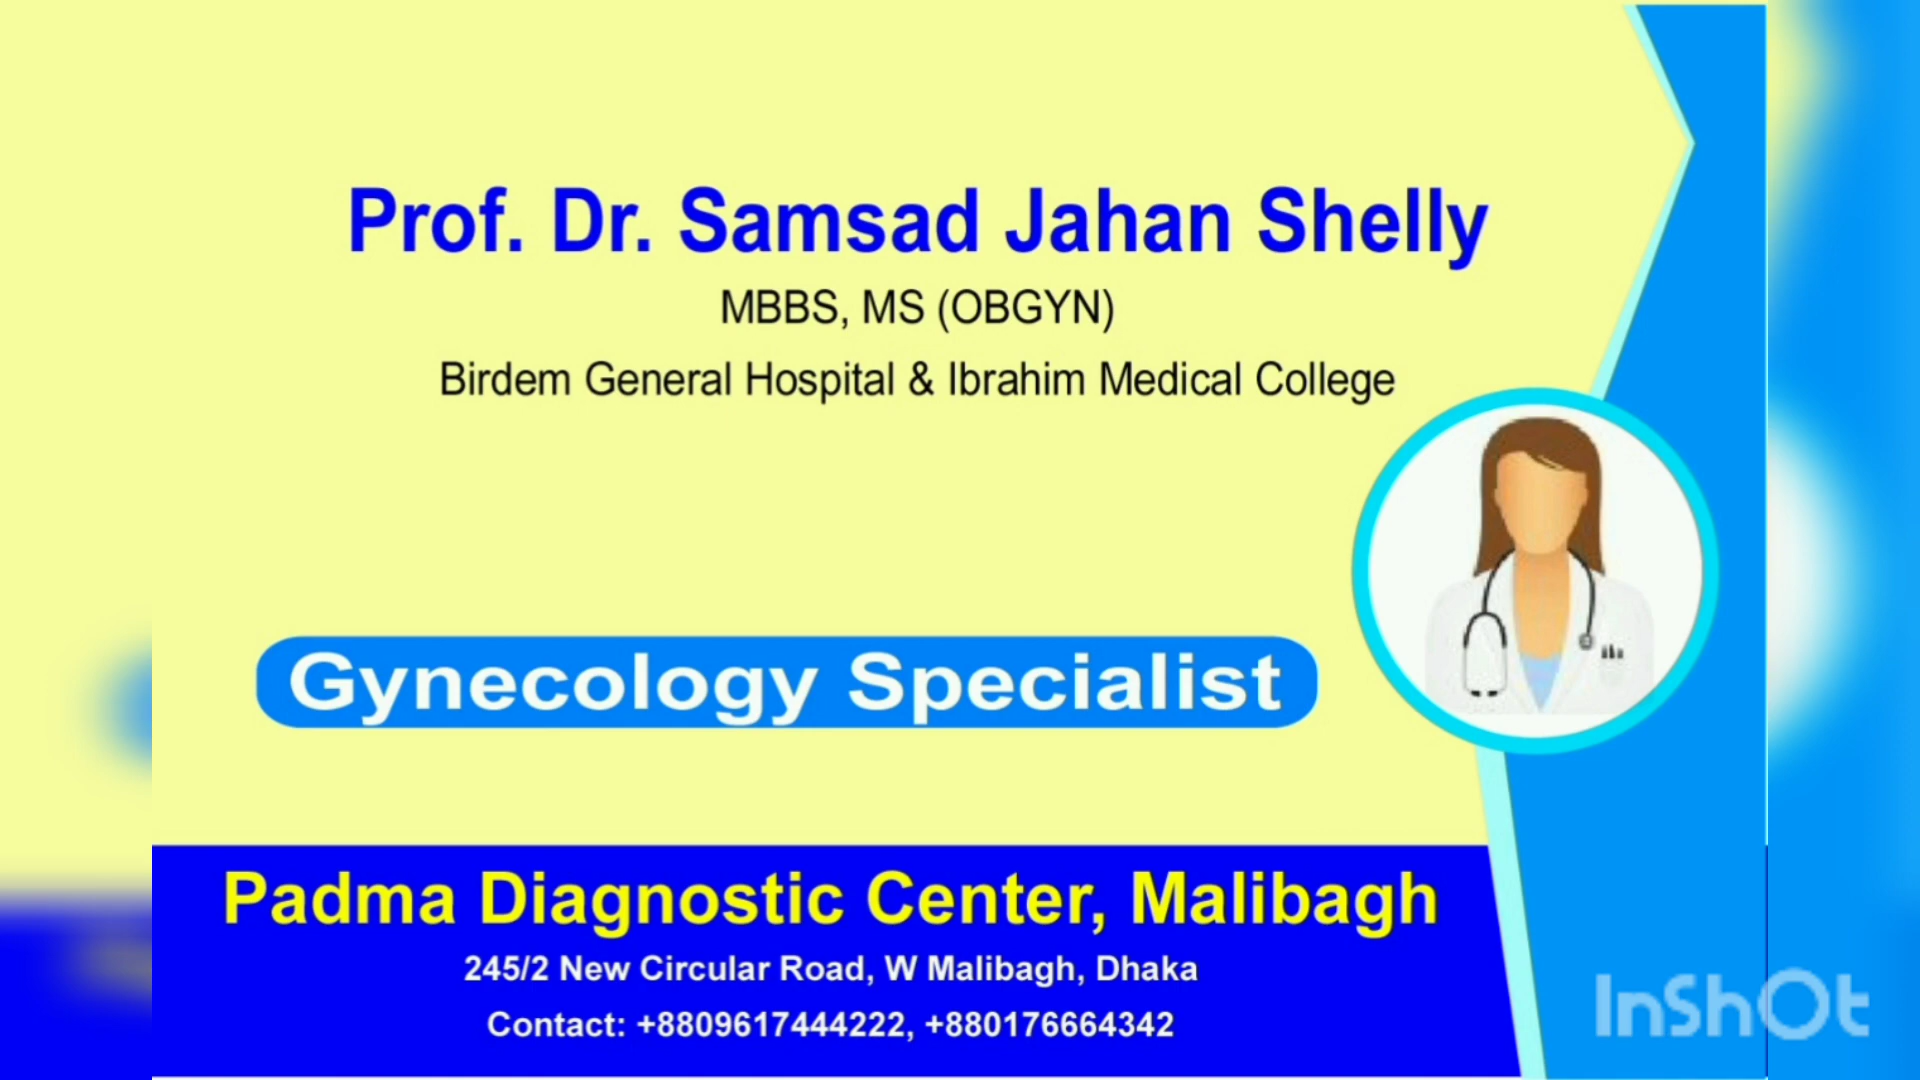 Prof. Dr. Samsad Jahan Shelly
MBBS, MS (OBGYN)
Birdem General Hospital & Ibrahim Medical College
Gynecology Specialist
Padma Diagnostic Center, Malibagh
245/2 New Circular Road, W Malibagh, Dhaka
Contact: +8809617444222, +880176664342
InShOt